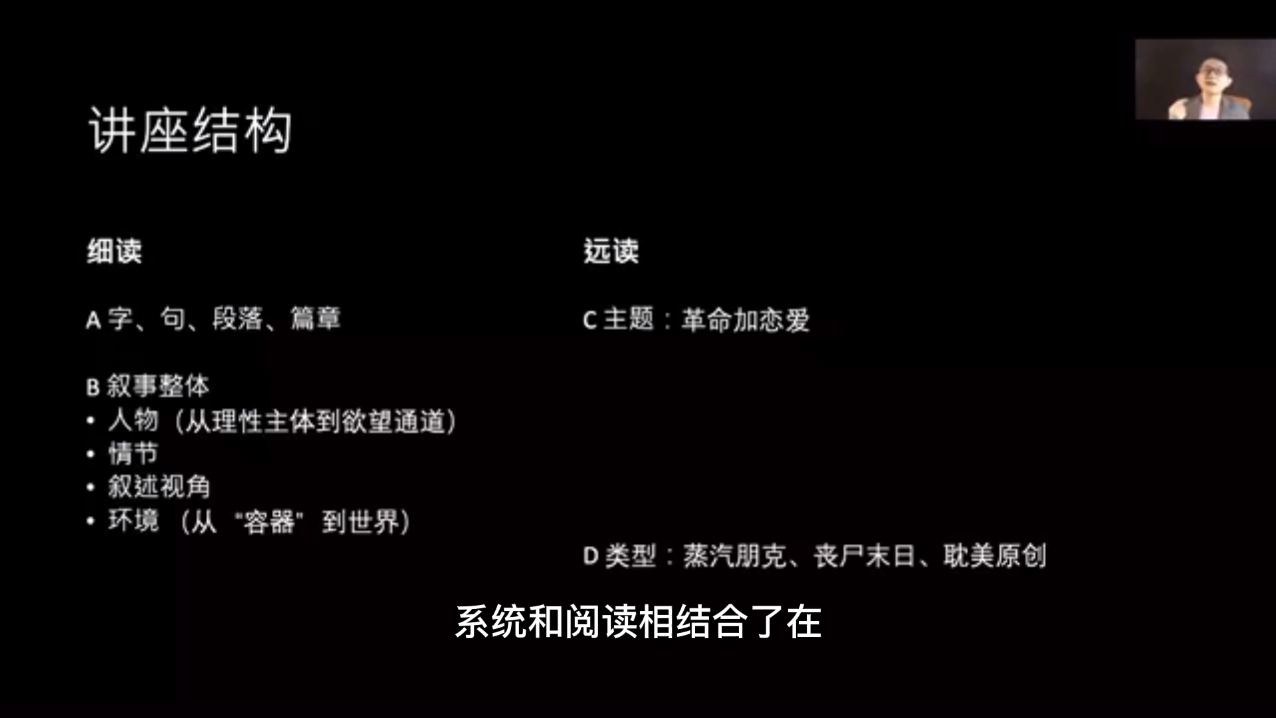 讲座结构
细读
A 字、句、段落、篇章
B 叙事整体
• 人物（从理性主体到欲望通道）
• 情节
• 叙述视角
• 环境 （从 “容器” 到世界）
远读
C 主题：革命加恋爱
D 类型：蒸汽朋克、丧尸末日、耽美原创
系统和阅读相结合了在